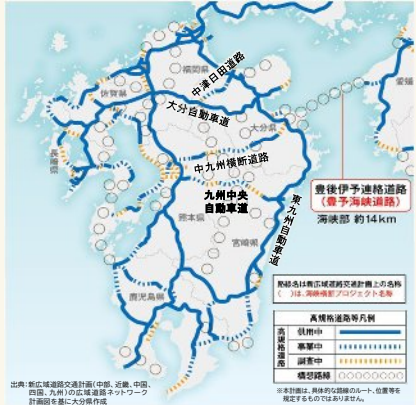 福岡県
中津日田道路
佐賀県
大分自動車道
大分県
愛媛
長崎県
中九州横断道路
豊後伊予連絡道路
(豊予海峡道路)
海峡部 約14km
九州中央
自動車道
東九州自動車道
熊本県
宮崎県
鹿児島県
路線名は新広域道路交通計画上の名称
( )は、海峡横断プロジェクト名称
高規格道路等凡例
高規格道路
供用中
事業中
調査中
構想路線
出典:新広域道路交通計画(中部、近畿、中国、
四国、九州)の広域道路ネットワーク
計画図を基に大分県作成
※本計画は、具体的な路線のルート、位置等を
規定するものではありません。